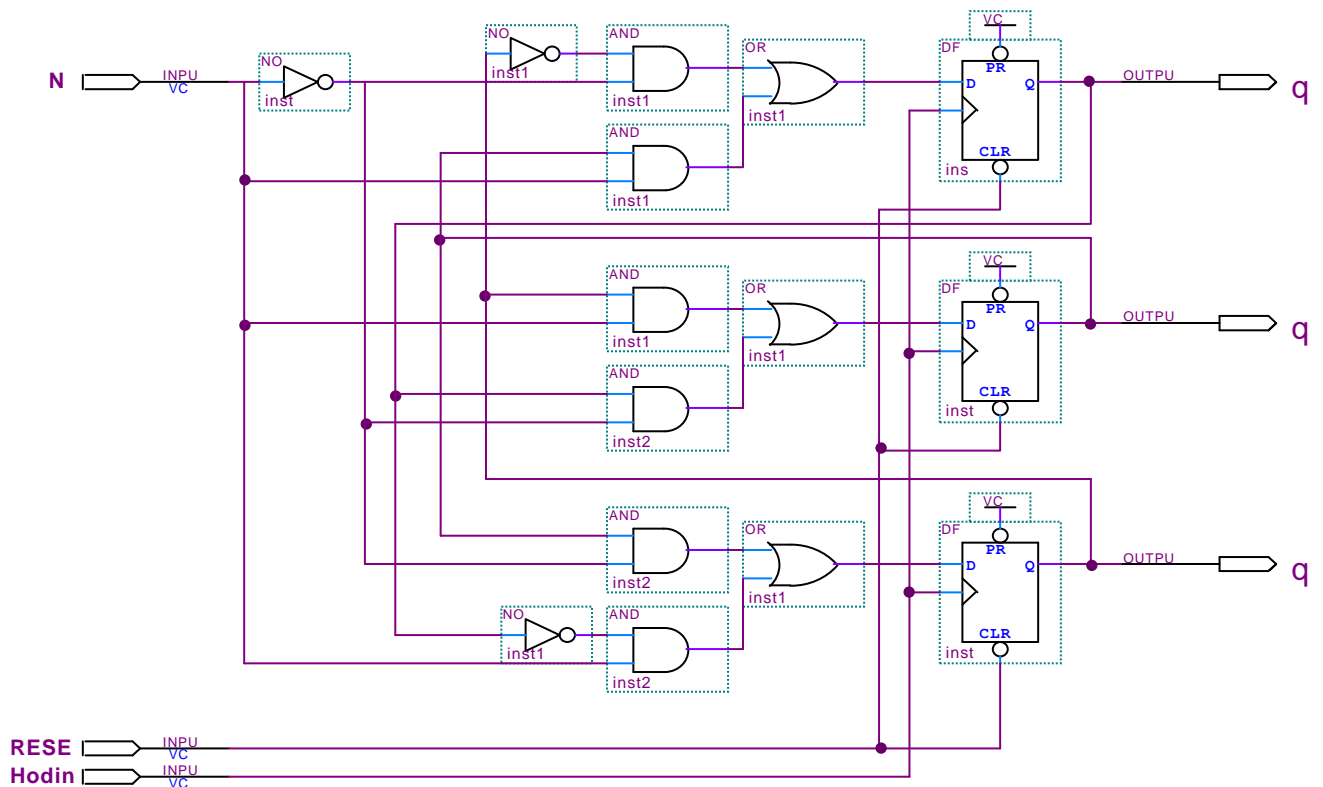 N
INPU
VC
NO
inst
NO
inst1
AND
inst1
AND
inst1
OR
inst1
VC
DF
PR
D
Q
CLR
ins
OUTPU
q
AND
inst1
AND
inst2
OR
inst1
VC
DF
PR
D
Q
CLR
inst
OUTPU
q
AND
inst2
NO
inst1
AND
inst2
OR
inst1
VC
DF
PR
D
Q
CLR
inst
OUTPU
q
RESE
INPU
VC
Hodin
INPU
VC